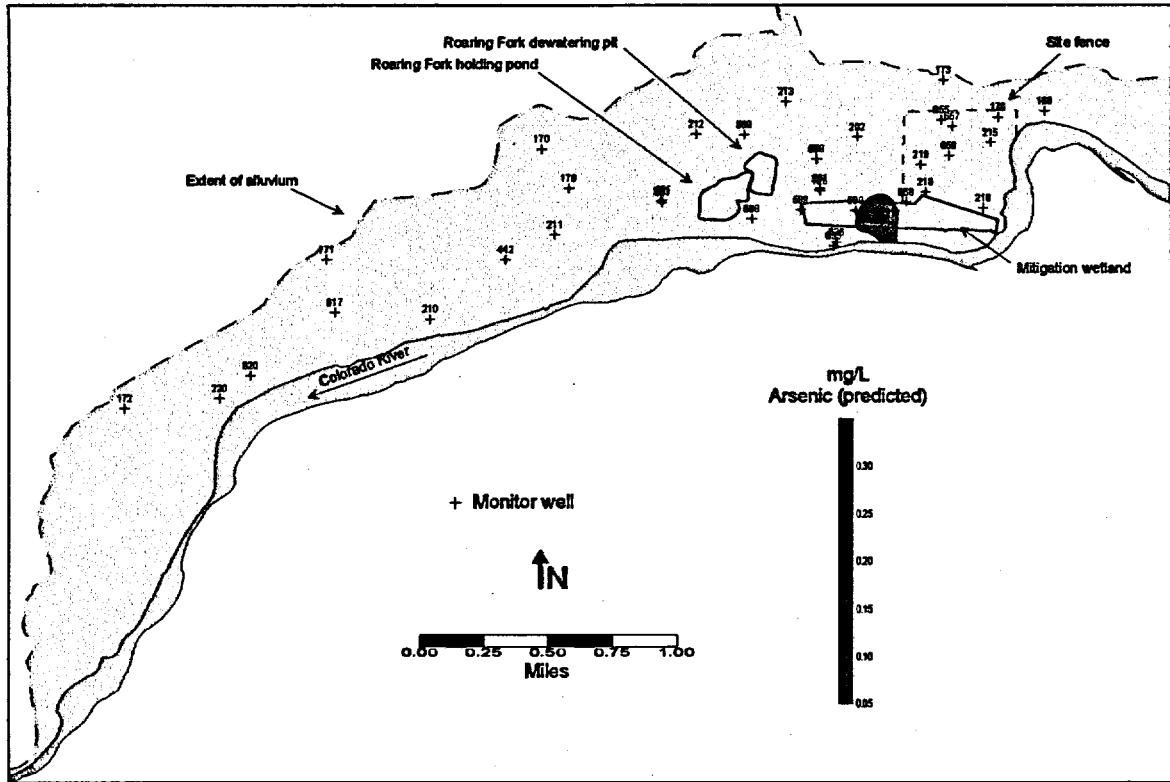 Roaring Fork dewatering pit
Roaring Fork holding pond
Site fence
173
213
212
170
179
Extent of alluvium
211
442
171
217
210
820
220
172
Colorado River
215
219
218
Mitigation wetland
mg/L
Arsenic (predicted)
0.30
0.25
0.20
0.15
0.10
0.05
+ Monitor well
N
0.00 0.25 0.50 0.75 1.00
Miles